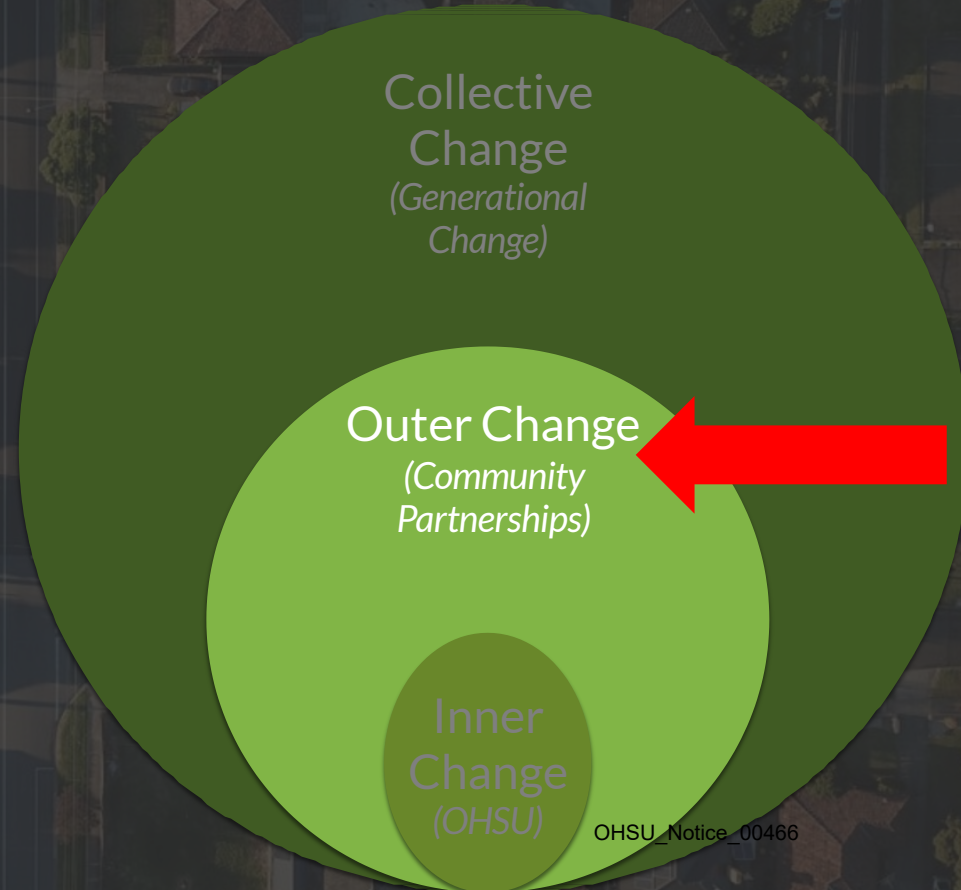 Collective
Change
(Generational
Change)
Outer Change
(Community
Partnerships)
Inner
Change
(OHSU)
OHSU_Notice_00466